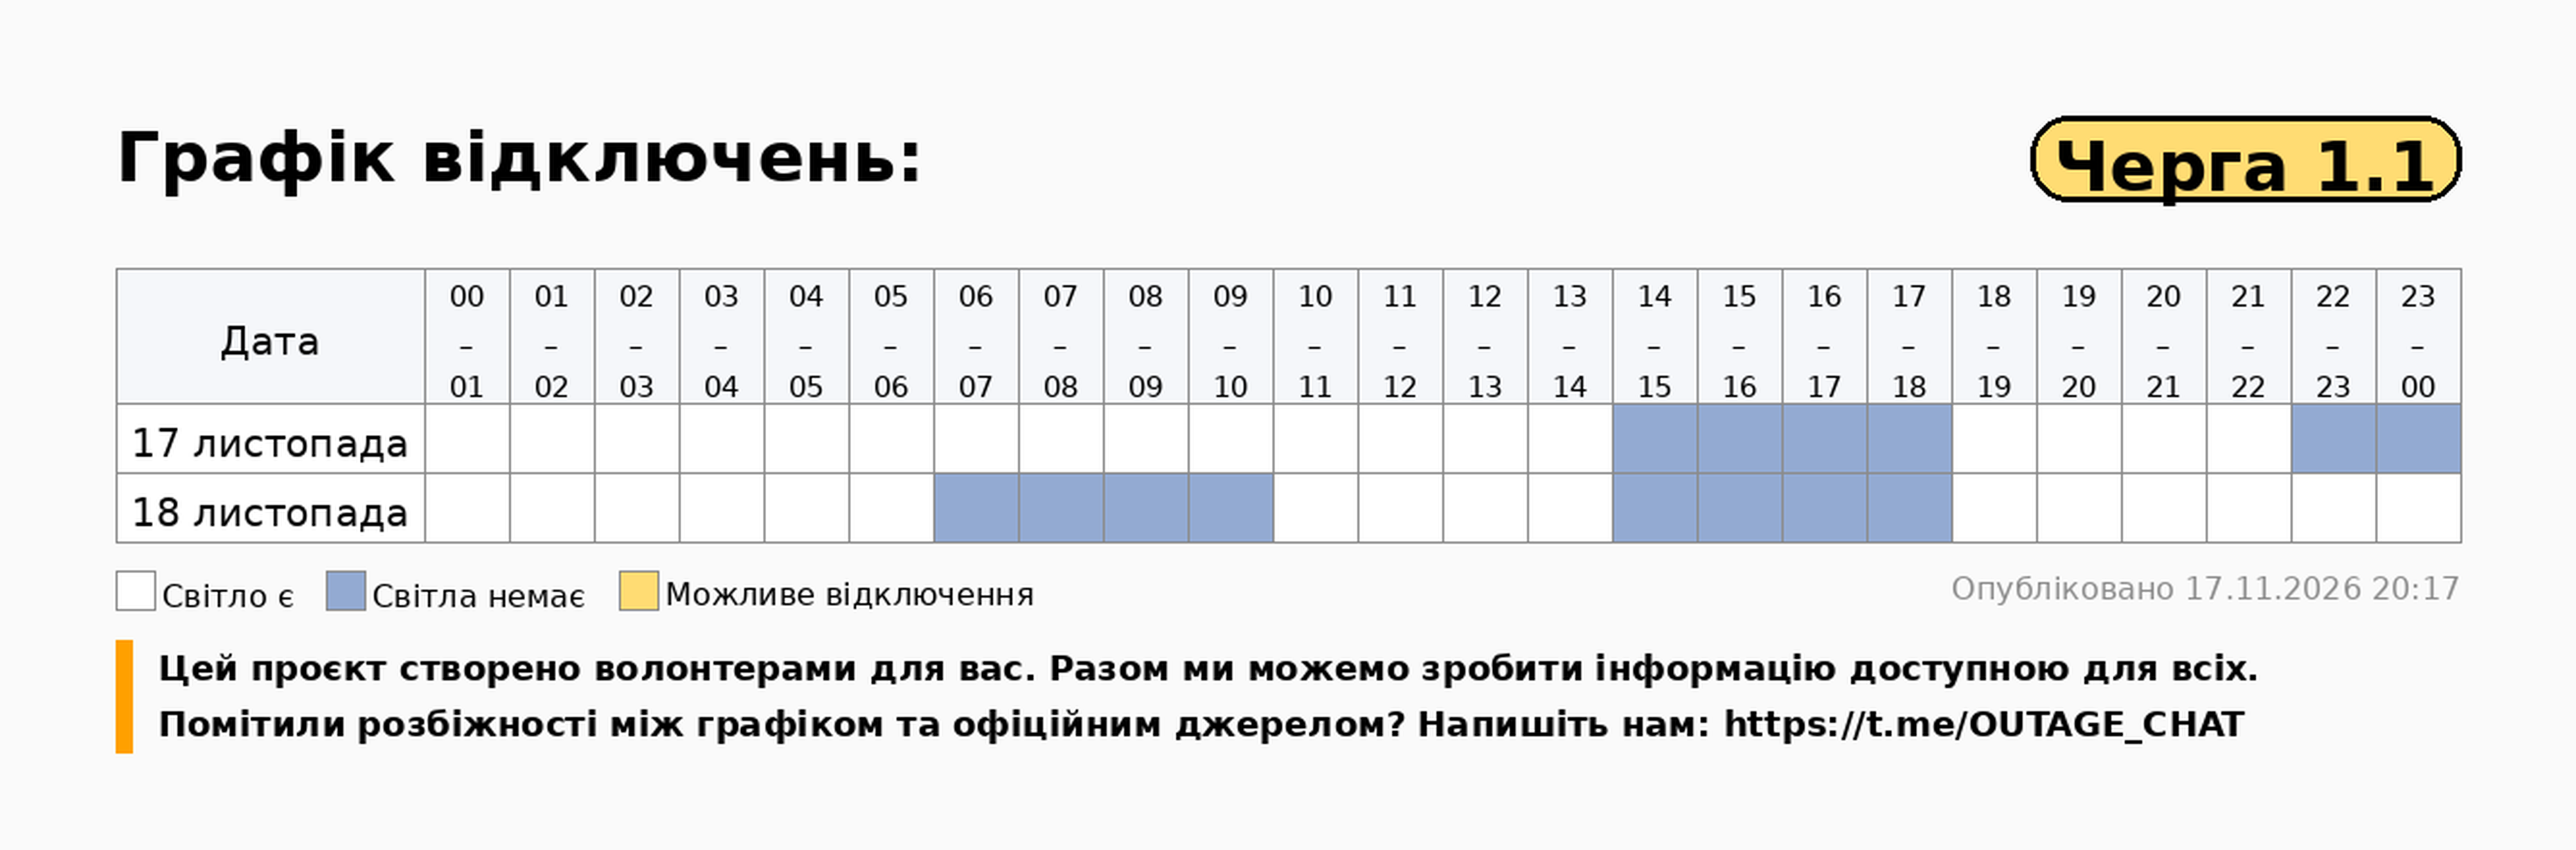 Графік відключень:
Черга 1.1
Дата
00 – 01
01 – 02
02 – 03
03 – 04
04 – 05
05 – 06
06 – 07
07 – 08
08 – 09
09 – 10
10 – 11
11 – 12
12 – 13
13 – 14
14 – 15
15 – 16
16 – 17
17 – 18
18 – 19
19 – 20
20 – 21
21 – 22
22 – 23
23 – 00
17 листопада
18 листопада
Світло є
Світла немає
Можливе відключення
Опубліковано 17.11.2026 20:17
Цей проєкт створено волонтерами для вас. Разом ми можемо зробити інформацію доступною для всіх.
Помітили розбіжності між графіком та офіційним джерелом? Напишіть нам: https://t.me/OUTAGE_CHAT